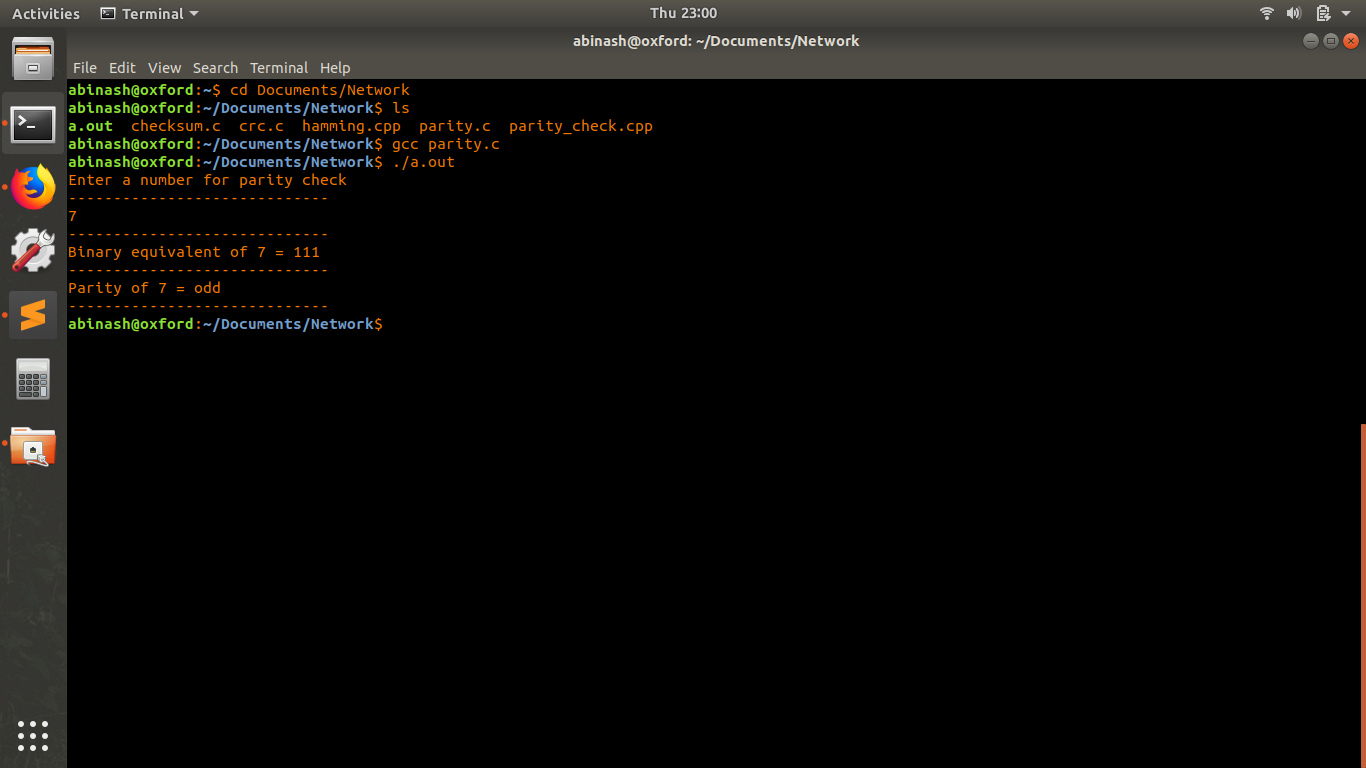 Activities Terminal Thu 23:00
abinash@oxford: ~/Documents/Network
File Edit View Search Terminal Help
abinash@oxford:~$ cd Documents/Network
abinash@oxford:~/Documents/Network$ ls
a.out  checksum.c  crc.c  hamming.cpp  parity.c  parity_check.cpp
abinash@oxford:~/Documents/Network$ gcc parity.c
abinash@oxford:~/Documents/Network$ ./a.out
Enter a number for parity check
-----------------------------
7
-----------------------------
Binary equivalent of 7 = 111
-----------------------------
Parity of 7 = odd
-----------------------------
abinash@oxford:~/Documents/Network$